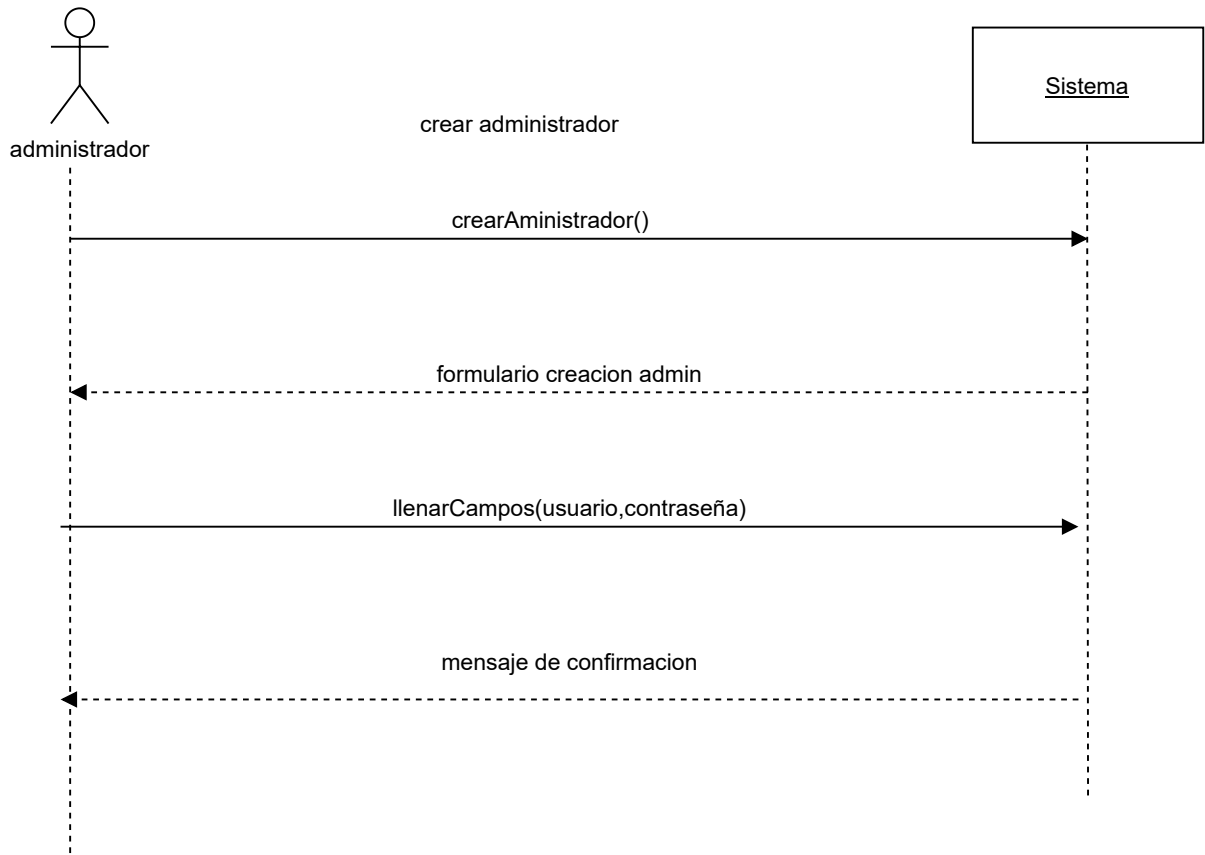 Sistema
crear administrador
administrador
crearAministrador()
formulario creacion admin
llenarCampos(usuario,contraseña)
mensaje de confirmacion